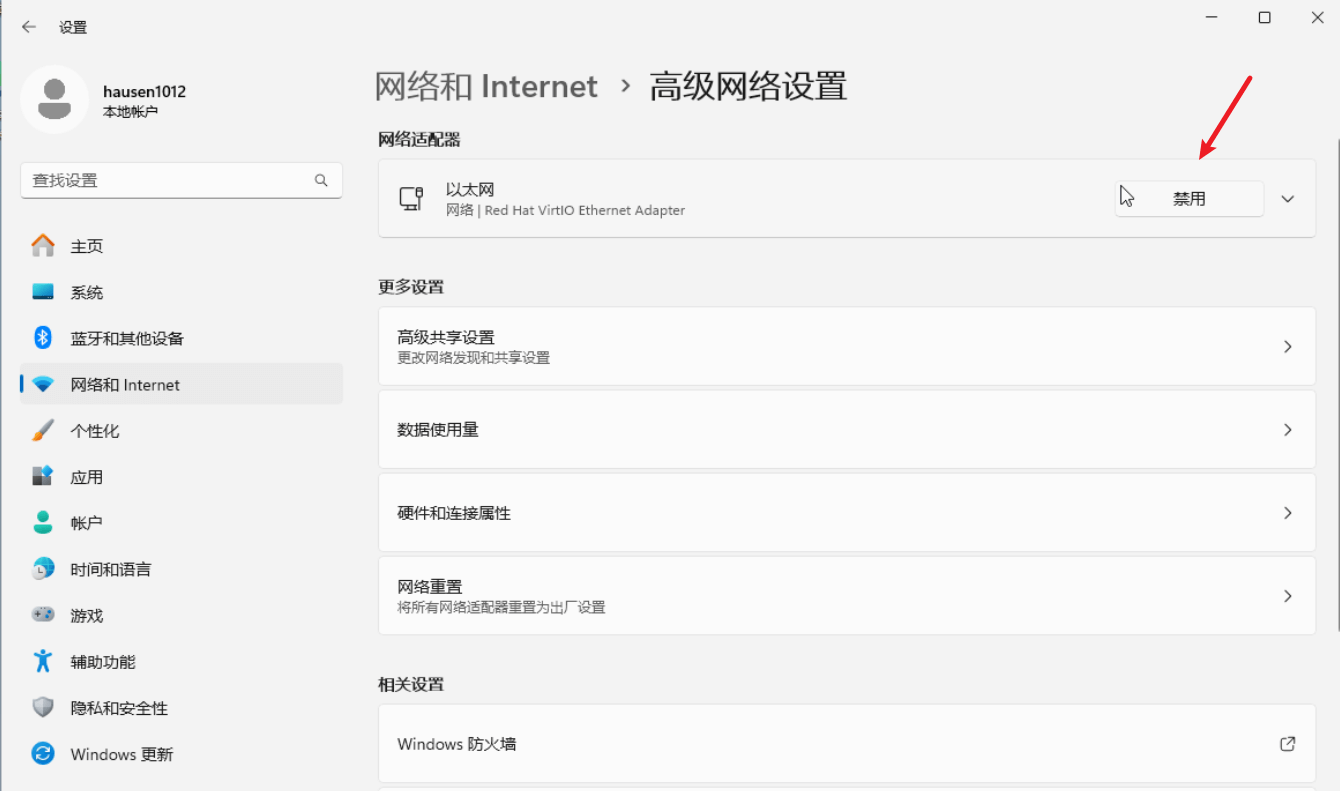 设置
hausen1012
本地帐户
查找设置
主页
系统
蓝牙和其他设备
网络和 Internet
个性化
应用
帐户
时间和语言
游戏
辅助功能
隐私和安全性
Windows 更新
网络和 Internet › 高级网络设置
网络适配器
以太网
网络 | Red Hat VirtIO Ethernet Adapter
禁用
更多设置
高级共享设置
更改网络发现和共享设置
数据使用量
硬件和连接属性
网络重置
将所有网络适配器重置为出厂设置
相关设置
Windows 防火墙